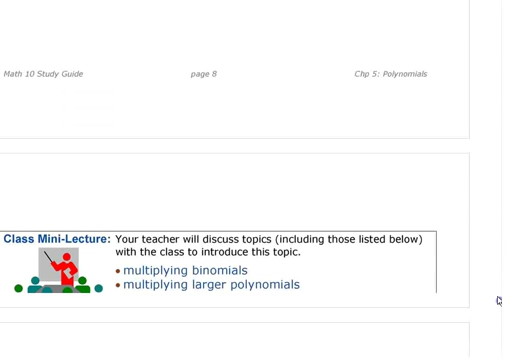 Math 10 Study Guide page 8 Chp 5: Polynomials
Class Mini-Lecture: Your teacher will discuss topics (including those listed below)
with the class to introduce this topic.
• multiplying binomials
• multiplying larger polynomials